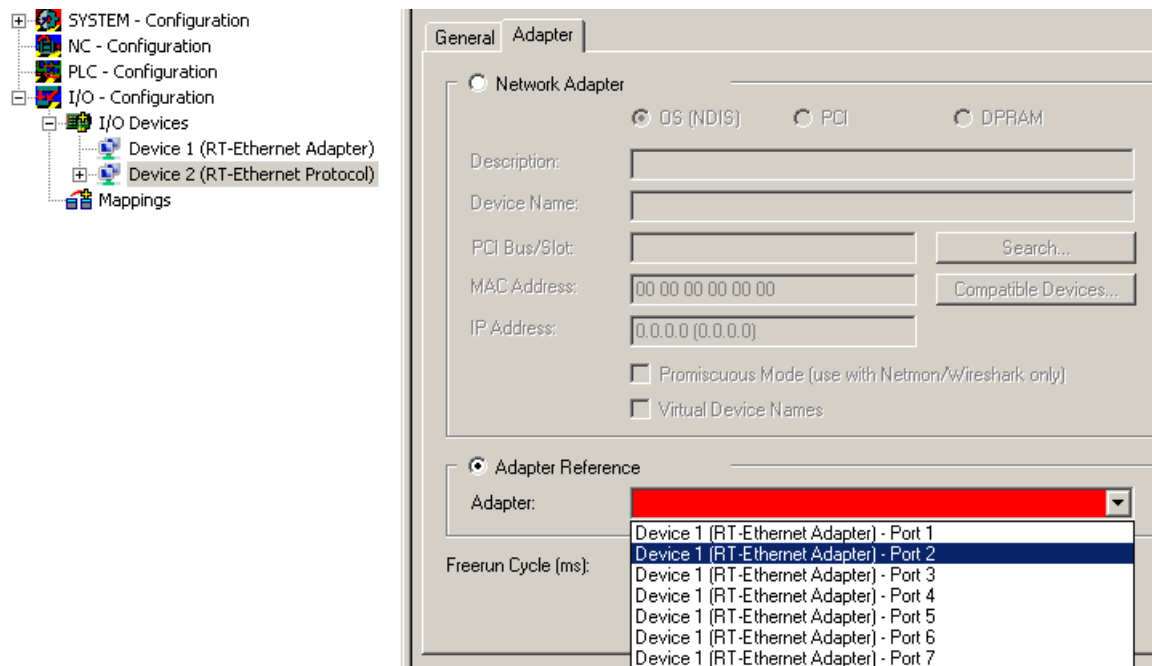 SYSTEM - Configuration
NC - Configuration
PLC - Configuration
I/O - Configuration
I/O Devices
Device 1 (RT-Ethernet Adapter)
Device 2 (RT-Ethernet Protocol)
Mappings
General Adapter
Network Adapter
OS (NDIS) PCI DPRAM
Description:
Device Name:
PCI Bus/Slot: Search...
MAC Address: 00 00 00 00 00 00 Compatible Devices...
IP Address: 0.0.0.0 (0.0.0.0)
Promiscuous Mode (use with Netmon/Wireshark only)
Virtual Device Names
Adapter Reference
Adapter:
Freerun Cycle (ms):
Device 1 (RT-Ethernet Adapter) - Port 1
Device 1 (RT-Ethernet Adapter) - Port 2
Device 1 (RT-Ethernet Adapter) - Port 3
Device 1 (RT-Ethernet Adapter) - Port 4
Device 1 (RT-Ethernet Adapter) - Port 5
Device 1 (RT-Ethernet Adapter) - Port 6
Device 1 (RT-Ethernet Adapter) - Port 7